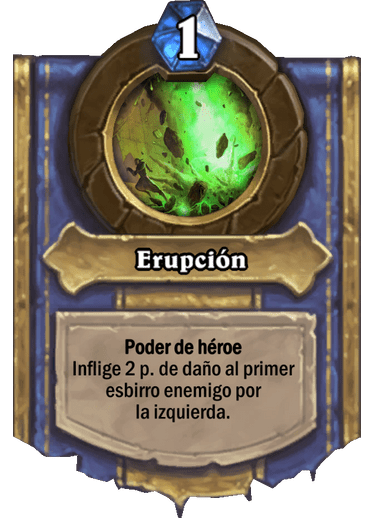 1
Erupción
Poder de héroe
Inflige 2 p. de daño al primer
esbirro enemigo por
la izquierda.